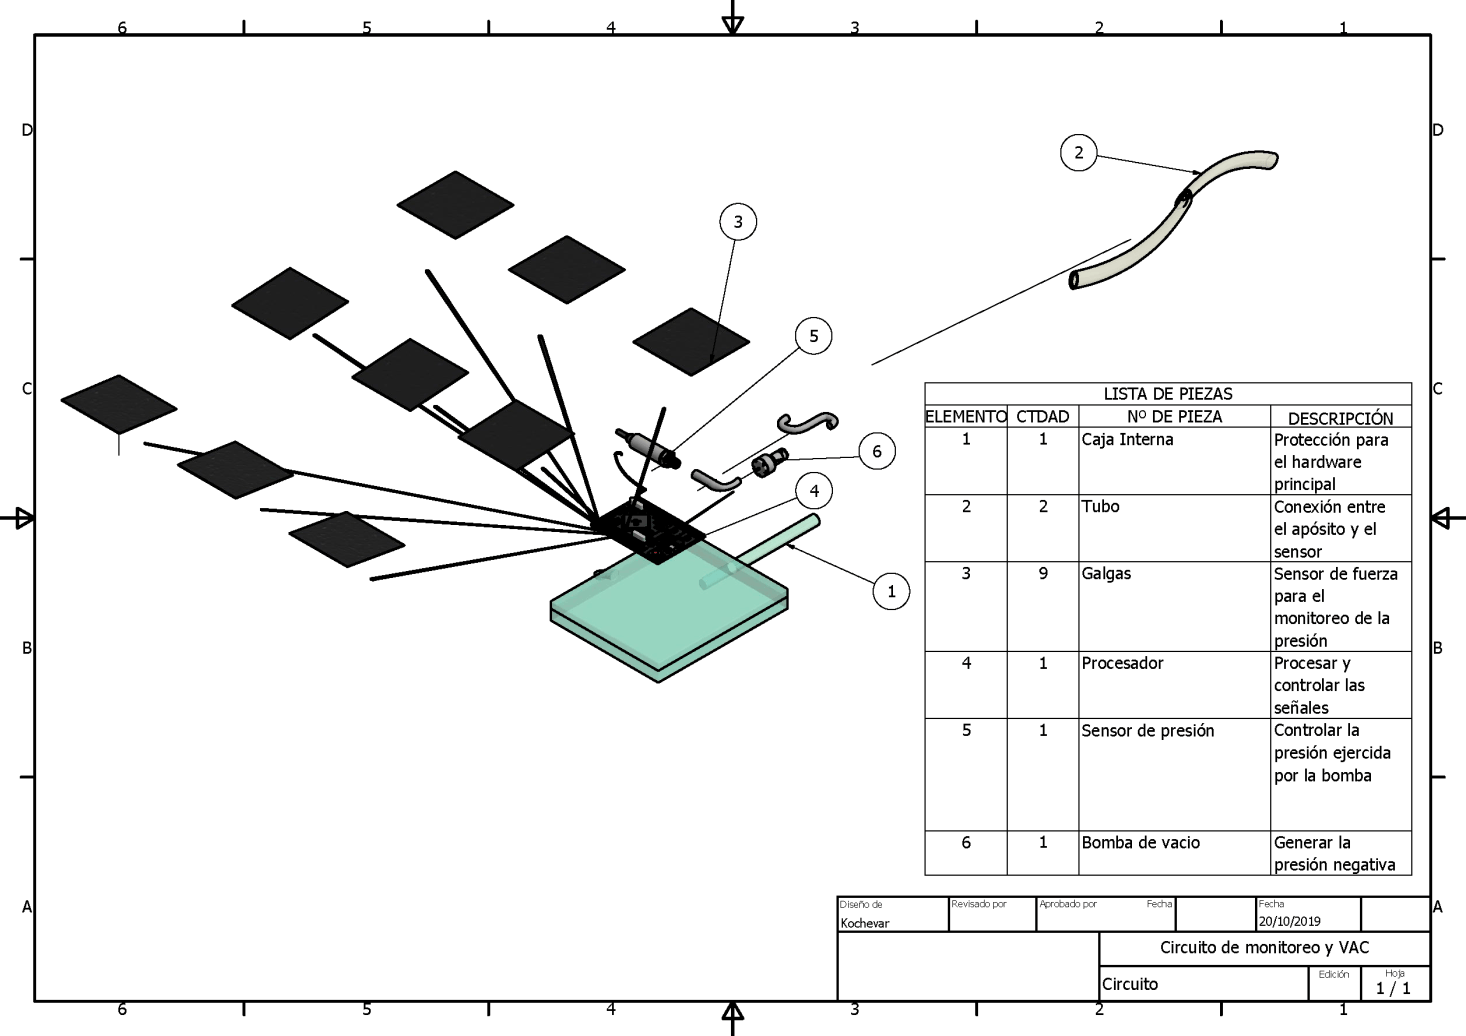 6 5 4 3 2 1
D D
2
3
5
C C
LISTA DE PIEZAS
ELEMENTO CTDAD Nº DE PIEZA DESCRIPCIÓN
1 1 Caja Interna Protección para
el hardware
principal
2 2 Tubo Conexión entre
el apósito y el
sensor
3 9 Galgas Sensor de fuerza
para el
monitoreo de la
presión
4 1 Procesador Procesar y
controlar las
señales
5 1 Sensor de presión Controlar la
presión ejercida
por la bomba
6 1 Bomba de vacio Generar la
presión negativa
6
4
1
B B
A A
Diseño de Revisado por Aprobado por Fecha Fecha
Kochevar 20/10/2019
Circuito de monitoreo y VAC
Circuito Edición Hoja
1 / 1
6 5 4 3 2 1